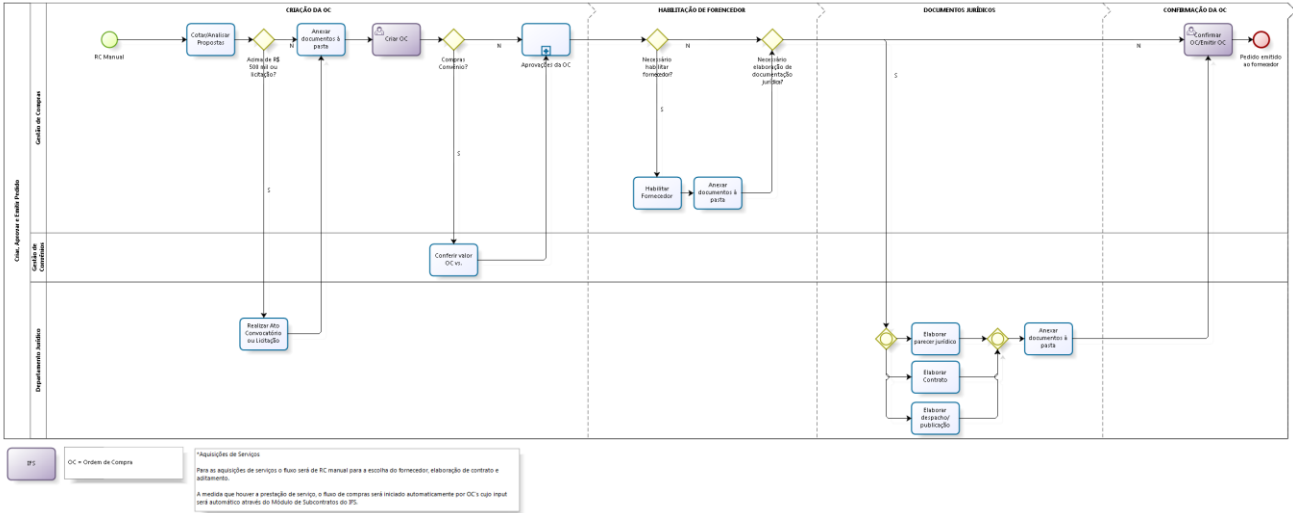 CRIAÇÃO DA OC
HABILITAÇÃO DE FORENCEDOR
DOCUMENTOS JURÍDICOS
CONFIRMAÇÃO DA OC
Criar, Aprovar e Emitir Pedido
Gestão de Compras
RC Manual
Cotar/Analisar
Propostas
Acima de R$
500 mil ou
licitação?
N
S
Anexar
documentos à
pasta
Criar OC
Compras
Convênio?
N
S
Aprovações da OC
Necessário
habilitar
fornecedor?
N
S
Habilitar
Fornecedor
Anexar
documentos à
pasta
Necessário
elaboração de
documentação
jurídica?
S
N
Confirmar
OC/Emitir OC
Pedido emitido
ao fornecedor
Gestão de
Convênios
Conferir valor
OC vs.
Departamento Jurídico
Realizar Ato
Convocatório
ou Licitação
Elaborar
parecer jurídico
Elaborar
Contrato
Elaborar
despacho/
publicação
Anexar
documentos à
pasta
IFS
OC = Ordem de Compra
*Aquisições de Serviços
Para as aquisições de serviços o fluxo será de RC manual para a escolha do fornecedor, elaboração de contrato e
aditamento.
A medida que houver a prestação de serviço, o fluxo de compras será iniciado automaticamente por OC's cujo input
será automático através do Módulo de Subcontratos do IFS.